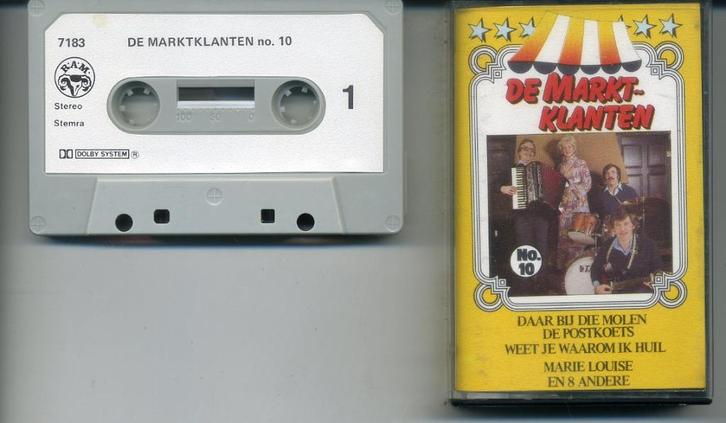 7183
DE MARKTKLANTEN no. 10
R.A.M.
Stereo
Stemra
1
100 50 0
DOLBY SYSTEM ®
DE MARKT-
KLANTEN
No.
10
DAAR BIJ DIE MOLEN
DE POSTKOETS
WEET JE WAAROM IK HUIL
MARIE LOUISE
EN 8 ANDERE